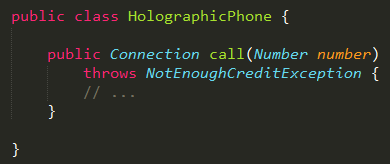 public class HolographicPhone {
public Connection call(Number number)
throws NotEnoughCreditException {
// ...
}
}